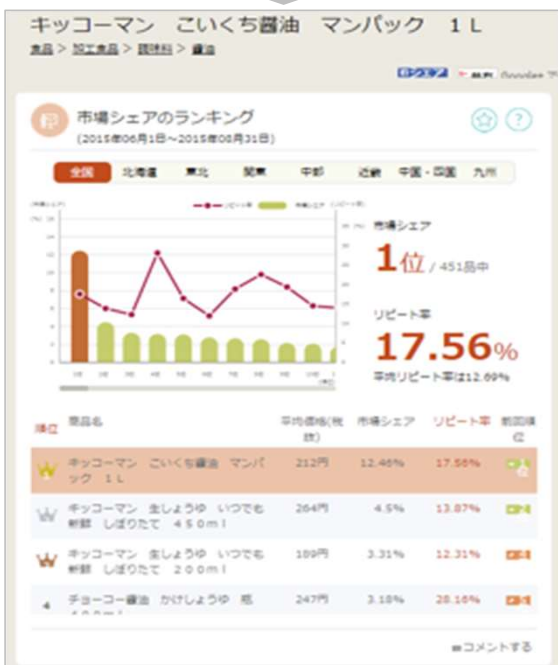 キッコーマン こいくち醤油 マンパック 1L
食品 > 加工食品 > 調味料 > 醤油
シェア
市場シェアのランキング
(2015年06月1日~2015年08月31日)
全国 北海道 東北 関東 中部 近畿 中国・四国 九州
リピート率 市場シェア
市場シェア
1位 / 451品中
リピート率
17.56%
平均リピート率は12.69%
順位 商品名 平均価格(税抜) 市場シェア リピート率 前回順位
キッコーマン こいくち醤油 マンパ
ック 1L
212円 12.46% 17.56%
キッコーマン 生しょうゆ いつでも
新鮮 しぼりたて 450ml
264円 4.5% 13.87%
キッコーマン 生しょうゆ いつでも
新鮮 しぼりたて 200ml
189円 3.31% 12.31%
4 チョーコー醤油 かけしょうゆ 瓶
247円 3.18% 28.16%
コメントする